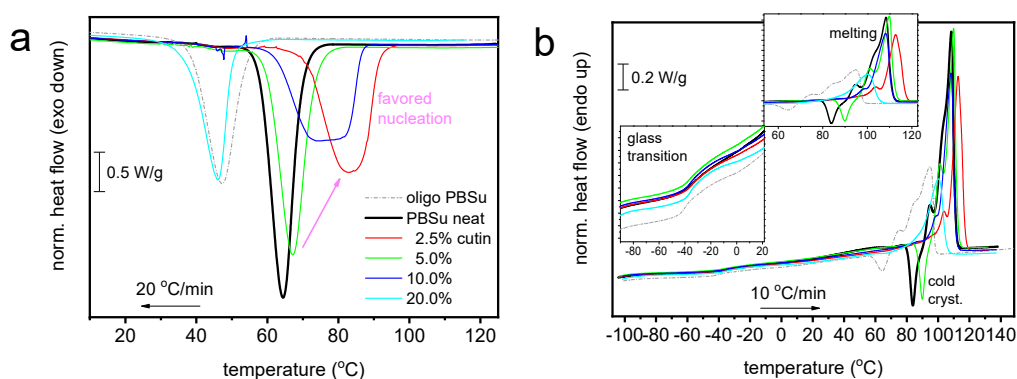 a
norm. heat flow (exo down)
0.5 W/g
favored
nucleation
oligo PBSu
PBSu neat
2.5% cutin
5.0%
10.0%
20.0%
20 °C/min
20 40 60 80 100 120
temperature (°C)
b
norm. heat flow (endo up)
0.2 W/g
melting
60 80 100 120
glass
transition
-80 -60 -40 -20 0 20
cold
cryst.
10 °C/min
-100 -80 -60 -40 -20 0 20 40 60 80 100 120 140
temperature (°C)